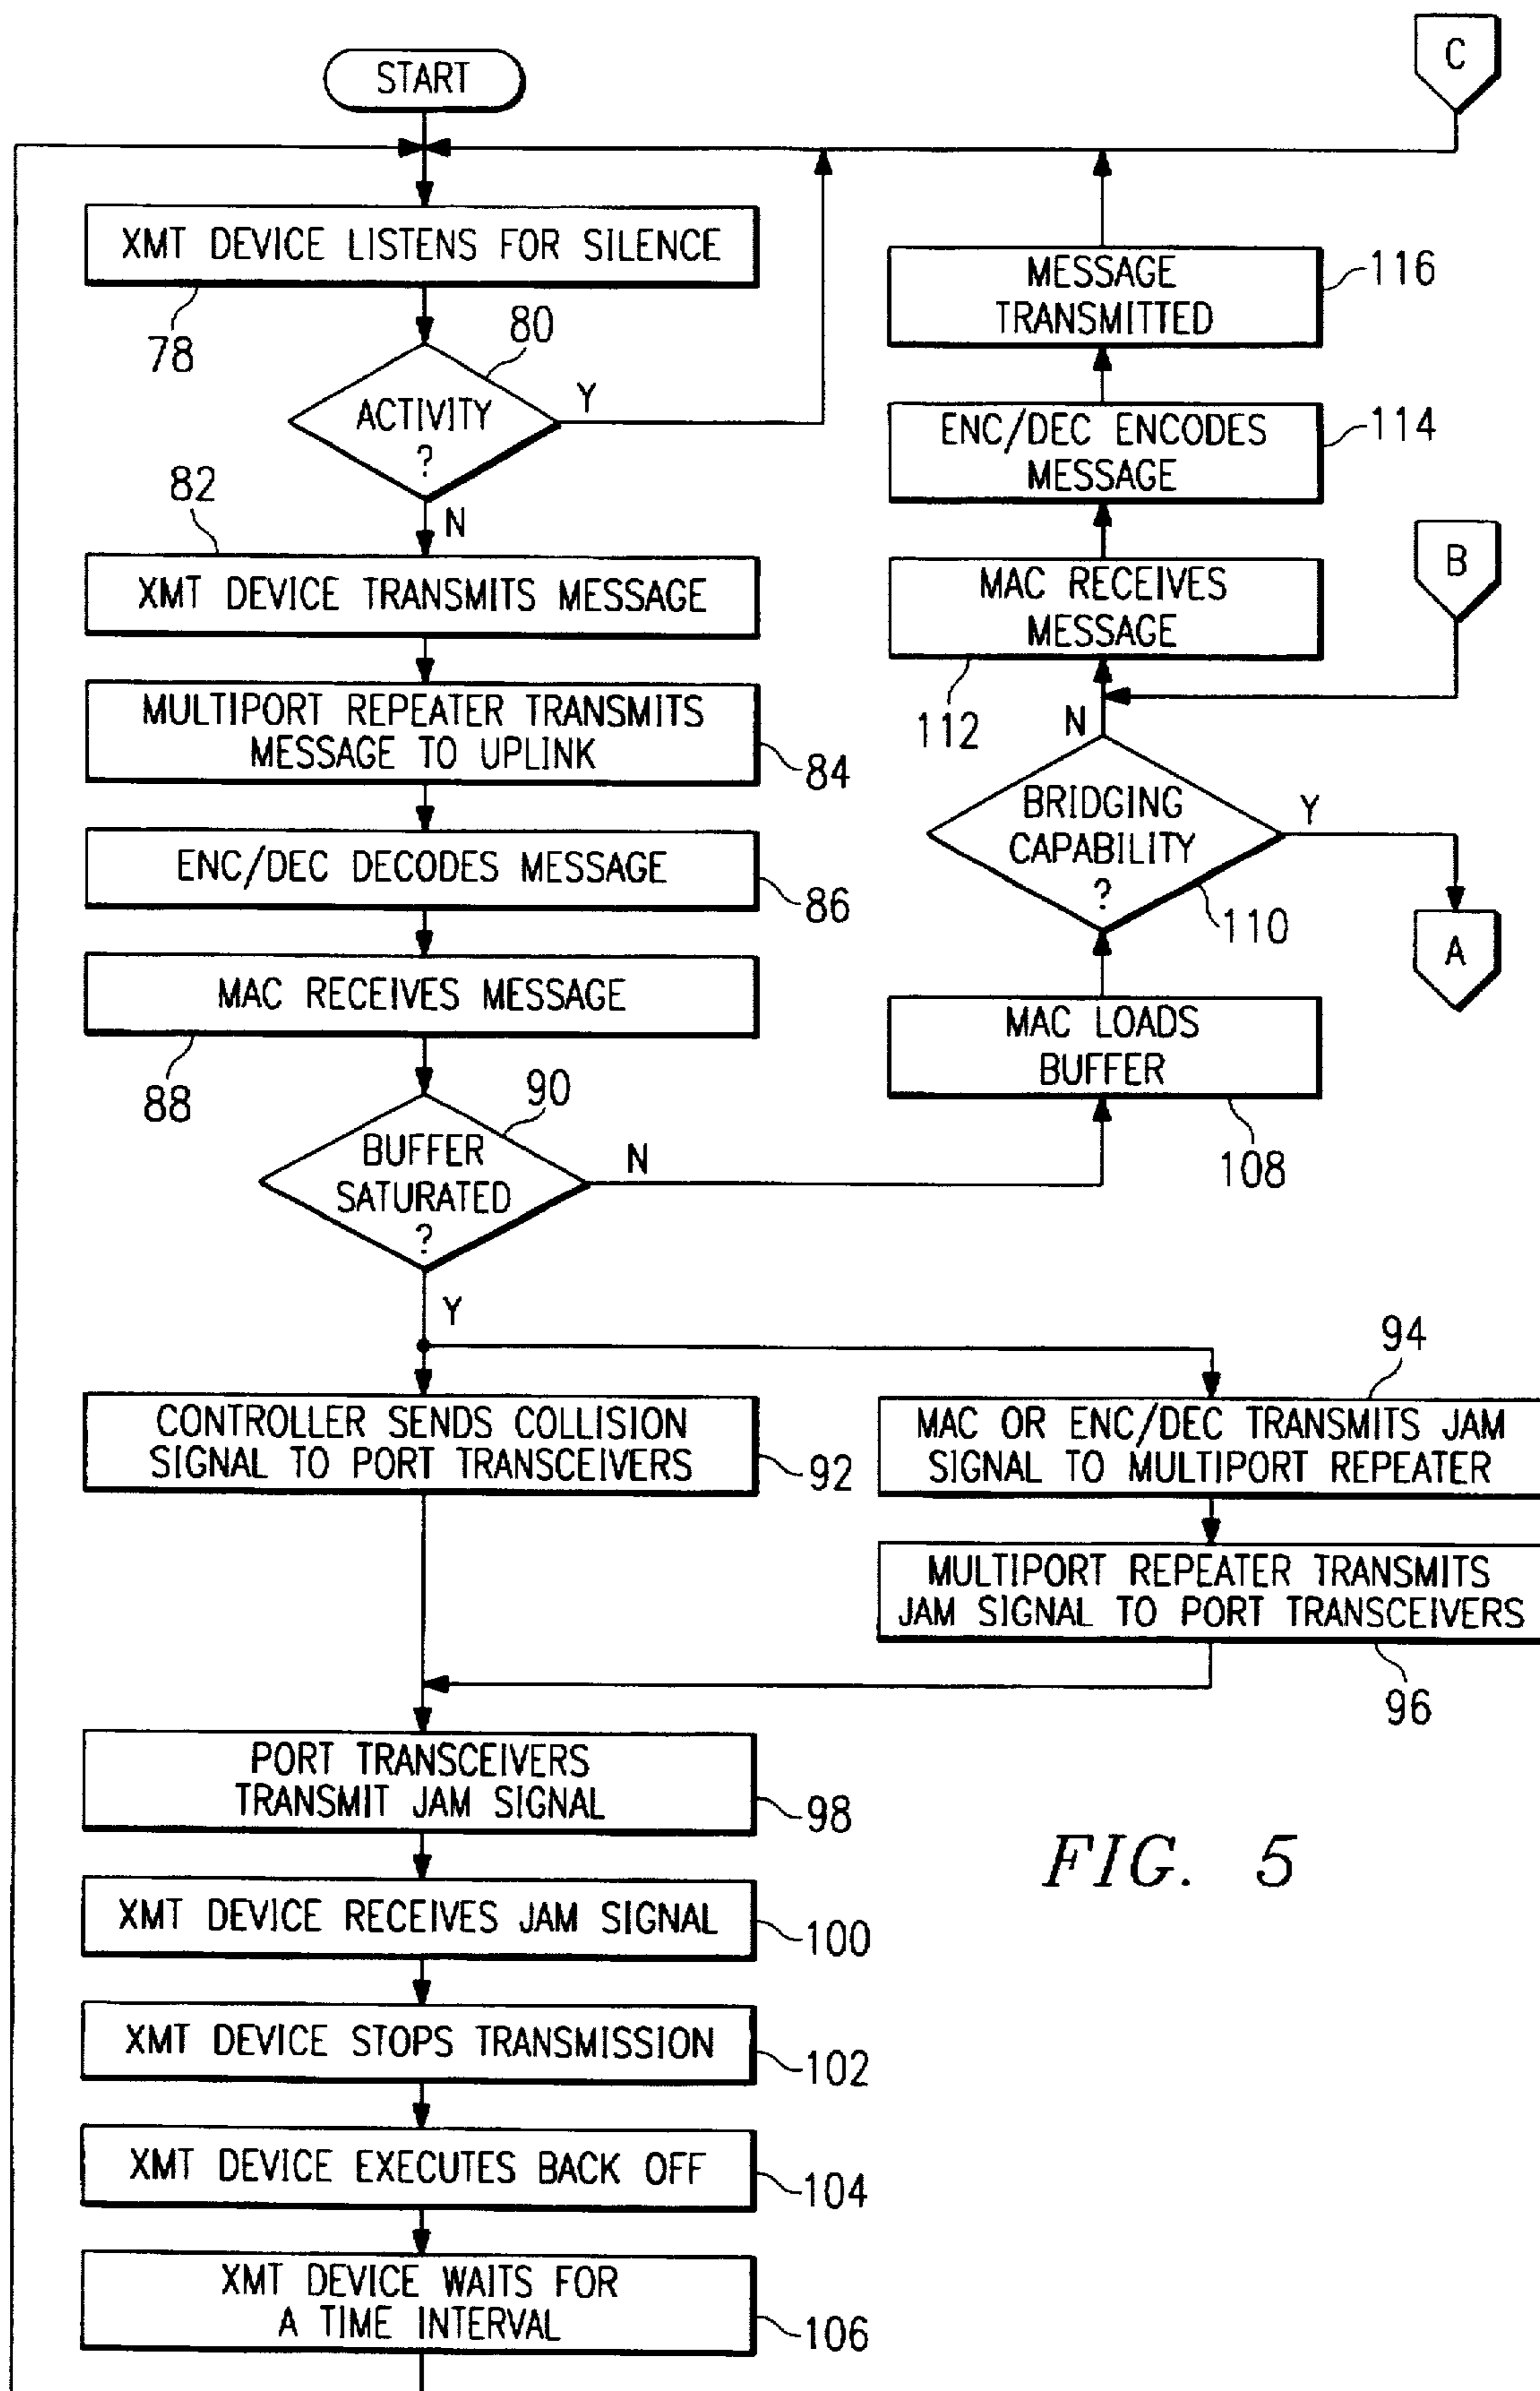 START
C
XMT DEVICE LISTENS FOR SILENCE
78
80
ACTIVITY
?
Y
N
82
XMT DEVICE TRANSMITS MESSAGE
MULTIPORT REPEATER TRANSMITS
MESSAGE TO UPLINK
84
ENC/DEC DECODES MESSAGE
86
MAC RECEIVES MESSAGE
88
90
BUFFER
SATURATED
?
N
Y
MESSAGE
TRANSMITTED
116
ENC/DEC ENCODES
MESSAGE
114
MAC RECEIVES
MESSAGE
112
B
N
BRIDGING
CAPABILITY
?
Y
110
A
MAC LOADS
BUFFER
108
CONTROLLER SENDS COLLISION
SIGNAL TO PORT TRANSCEIVERS
92
94
MAC OR ENC/DEC TRANSMITS JAM
SIGNAL TO MULTIPORT REPEATER
MULTIPORT REPEATER TRANSMITS
JAM SIGNAL TO PORT TRANSCEIVERS
96
PORT TRANSCEIVERS
TRANSMIT JAM SIGNAL
98
XMT DEVICE RECEIVES JAM SIGNAL
100
XMT DEVICE STOPS TRANSMISSION
102
XMT DEVICE EXECUTES BACK OFF
104
XMT DEVICE WAITS FOR
A TIME INTERVAL
106
FIG. 5